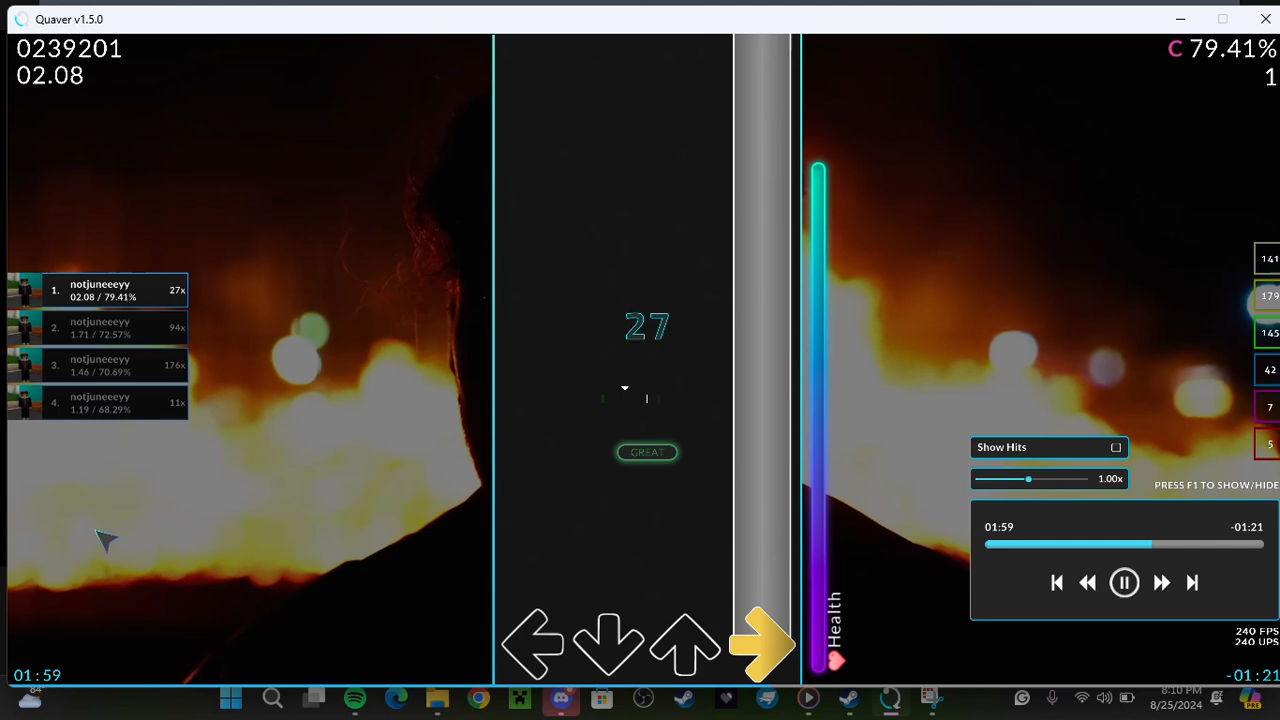 Quaver v1.5.0
0239201
02.08
C 79.41%
1
1. notjuneeeyy 27x
02.08 / 79.41%
2. notjuneeeyy 94x
1.71 / 72.57%
3. notjuneeeyy 176x
1.46 / 70.69%
4. notjuneeeyy 11x
1.19 / 68.29%
27
GREAT
Health
141
179
145
42
7
5
Show Hits
1.00x
PRESS F1 TO SHOW/HIDE
01:59 -01:21
240 FPS
240 UPS
01:59
-01:21
84°
8:10 PM
8/25/2024
PRE